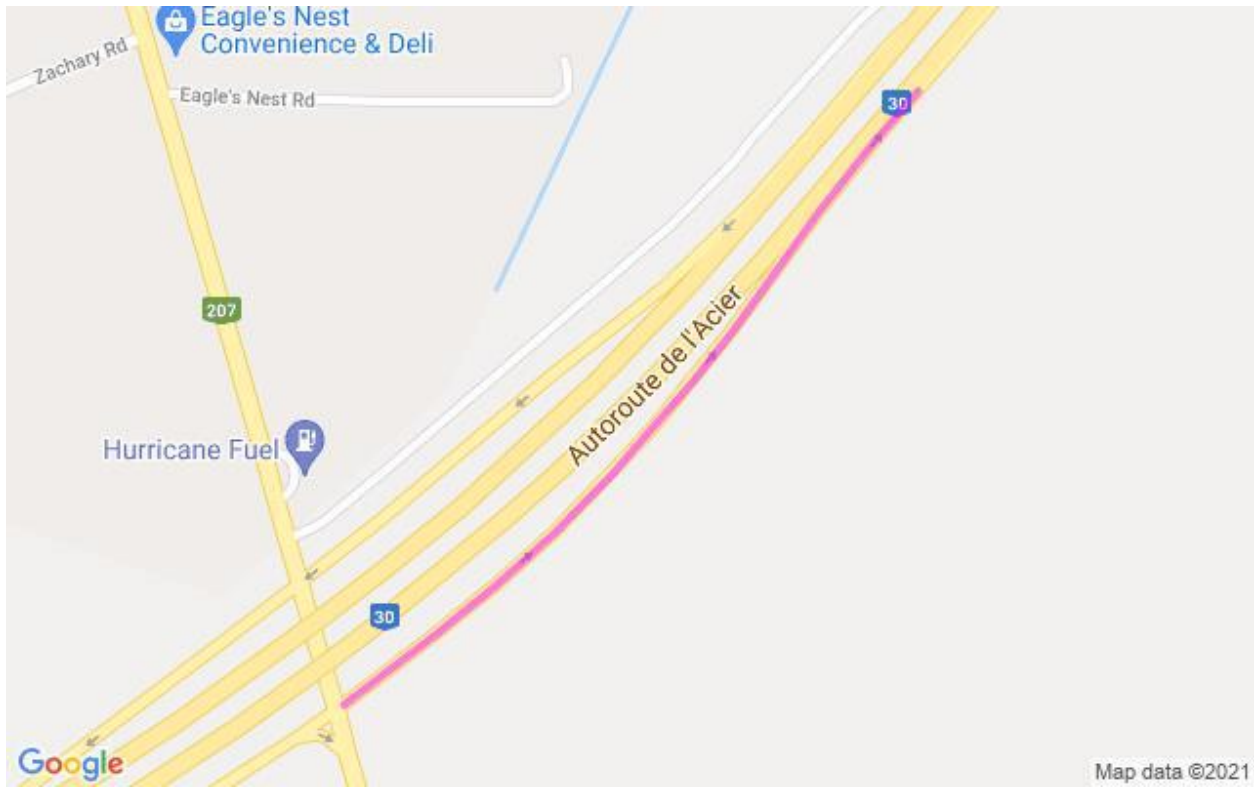 Eagle's Nest
Convenience & Deli
Zachary Rd
Eagle's Nest Rd
30
207
Autoroute de l'Acier
Hurricane Fuel
30
Google
Map data ©2021